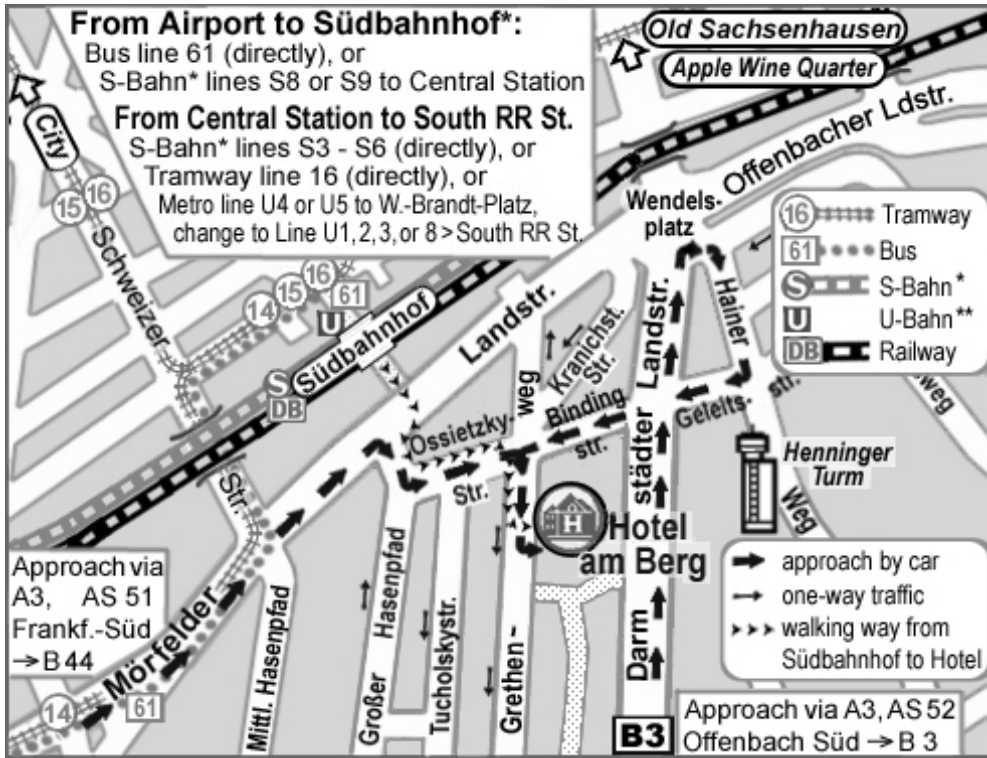 From Airport to Südbahnhof*:
Bus line 61 (directly), or
S-Bahn* lines S8 or S9 to Central Station
From Central Station to South RR St.
S-Bahn* lines S3 - S6 (directly), or
Tramway line 16 (directly), or
Metro line U4 or U5 to W.-Brandt-Platz,
change to Line U1, 2, 3, or 8 > South RR St.
Old Sachsenhausen
Apple Wine Quarter
City
Offenbacher Ldstr.
Wendels-
platz
16 Tramway
61 Bus
S S-Bahn *
U U-Bahn**
DB Railway
15
16
Schweizer
Str.
14
15
16
61
U
S
DB
Südbahnhof
Landstr.
Mörfelder
Hainer
Weg
Kranichst.
Str.
Landstr.
städter
Darm
Binding
str.
Geleits-
str.
weg
Ossietzky-
Str.
Henninger
Turm
H
Hotel
am Berg
Grethen-
weg
Mittl. Hasenpfad
Großer Hasenpfad
Tucholskystr.
Approach via
A3, AS 51
Frankf.-Süd
→ B 44
14
61
approach by car
one-way traffic
walking way from
Südbahnhof to Hotel
B3
Approach via A3, AS 52
Offenbach Süd → B 3